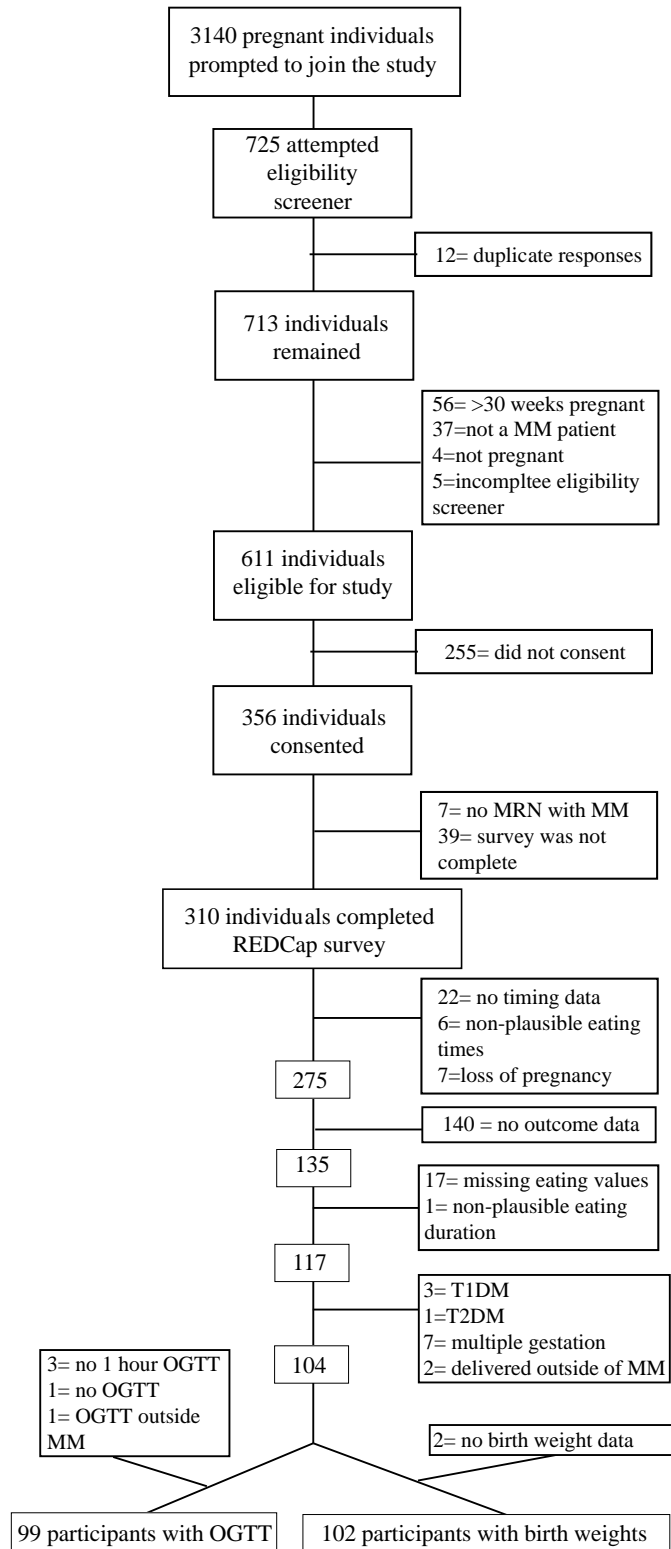 3140 pregnant individuals
prompted to join the study
725 attempted
eligibility
screener
12= duplicate responses
713 individuals
remained
56= >30 weeks pregnant
37=not a MM patient
4=not pregnant
5=incompltee eligibility
screener
611 individuals
eligible for study
255= did not consent
356 individuals
consented
7= no MRN with MM
39= survey was not
complete
310 individuals completed
REDCap survey
22= no timing data
6= non-plausible eating
times
7=loss of pregnancy
275
140 = no outcome data
135
17= missing eating values
1= non-plausible eating
duration
117
3= T1DM
1=T2DM
7= multiple gestation
2= delivered outside of MM
104
3= no 1 hour OGTT
1= no OGTT
1= OGTT outside
MM
2= no birth weight data
99 participants with OGTT
102 participants with birth weights